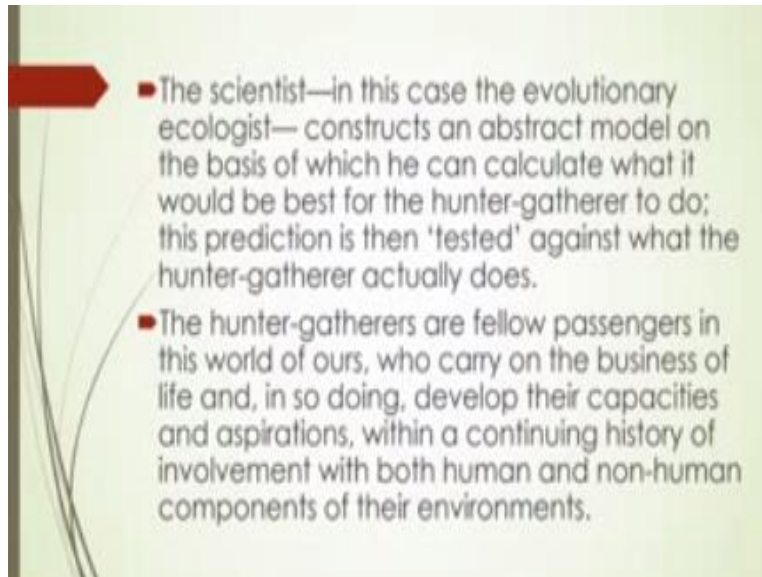 The scientist—in this case the evolutionary
ecologist— constructs an abstract model on
the basis of which he can calculate what it
would be best for the hunter-gatherer to do;
this prediction is then 'tested' against what the
hunter-gatherer actually does.
The hunter-gatherers are fellow passengers in
this world of ours, who carry on the business of
life and, in so doing, develop their capacities
and aspirations, within a continuing history of
involvement with both human and non-human
components of their environments.